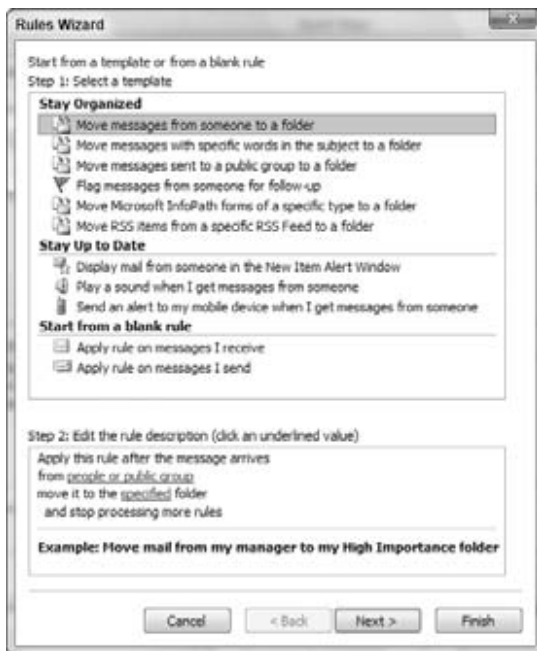 Rules Wizard
Start from a template or from a blank rule
Step 1: Select a template
Stay Organized
Move messages from someone to a folder
Move messages with specific words in the subject to a folder
Move messages sent to a public group to a folder
Flag messages from someone for follow-up
Move Microsoft InfoPath forms of a specific type to a folder
Move RSS items from a specific RSS Feed to a folder
Stay Up to Date
Display mail from someone in the New Item Alert Window
Play a sound when I get messages from someone
Send an alert to my mobile device when I get messages from someone
Start from a blank rule
Apply rule on messages I receive
Apply rule on messages I send
Step 2: Edit the rule description (click an underlined value)
Apply this rule after the message arrives
from people or public group
move it to the specified folder
and stop processing more rules
Example: Move mail from my manager to my High Importance folder
Cancel < Back Next > Finish